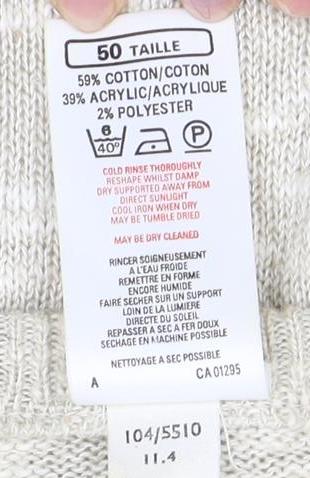 50 TAILLE
59% COTTON/COTON
39% ACRYLIC/ACRYLIQUE
2% POLYESTER
6
40° P
COLD RINSE THOROUGHLY
RESHAPE WHILST DAMP
DRY SUPPORTED AWAY FROM
DIRECT SUNLIGHT
COOL IRON WHEN DRY
MAY BE TUMBLE DRIED
MAY BE DRY CLEANED
RINCER SOIGNEUSEMENT
A L'EAU FROIDE
REMETTRE EN FORME
ENCORE HUMIDE
FAIRE SECHER SUR UN SUPPORT
LOIN DE LA LUMIERE
DIRECTE DU SOLEIL
REPASSER A SEC A FER DOUX
SECHAGE EN MACHINE POSSIBLE
NETTOYAGE A SEC POSSIBLE
A CA 01295
104/5510
11.4